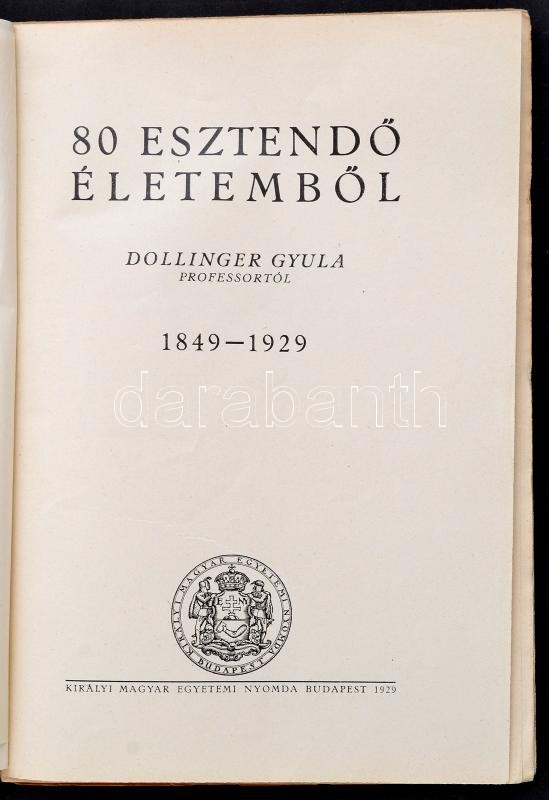 80 ESZTENDŐ
ÉLETEMBŐL
DOLLINGER GYULA
PROFESSORTÓL
1849—1929
darabanth
KIRÁLYI MAGYAR EGYETEMI NYOMDA
E NY
BUDAPEST
KIRÁLYI MAGYAR EGYETEMI NYOMDA BUDAPEST 1929